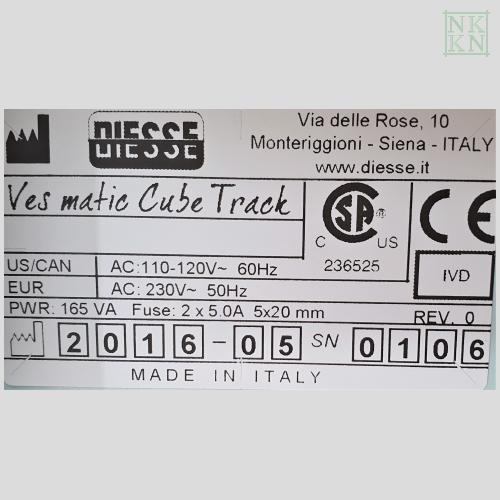 NK
KN
DIESSE
Via delle Rose, 10
Monteriggioni - Siena - ITALY
www.diesse.it
Ves matic Cube Track
CSA
C US
236525
CE
US/CAN AC:110-120V~ 60Hz
EUR AC: 230V~ 50Hz
IVD
PWR: 165 VA Fuse: 2 x 5.0A 5x20 mm REV. 0
2016-05 SN 0106
MADE IN ITALY